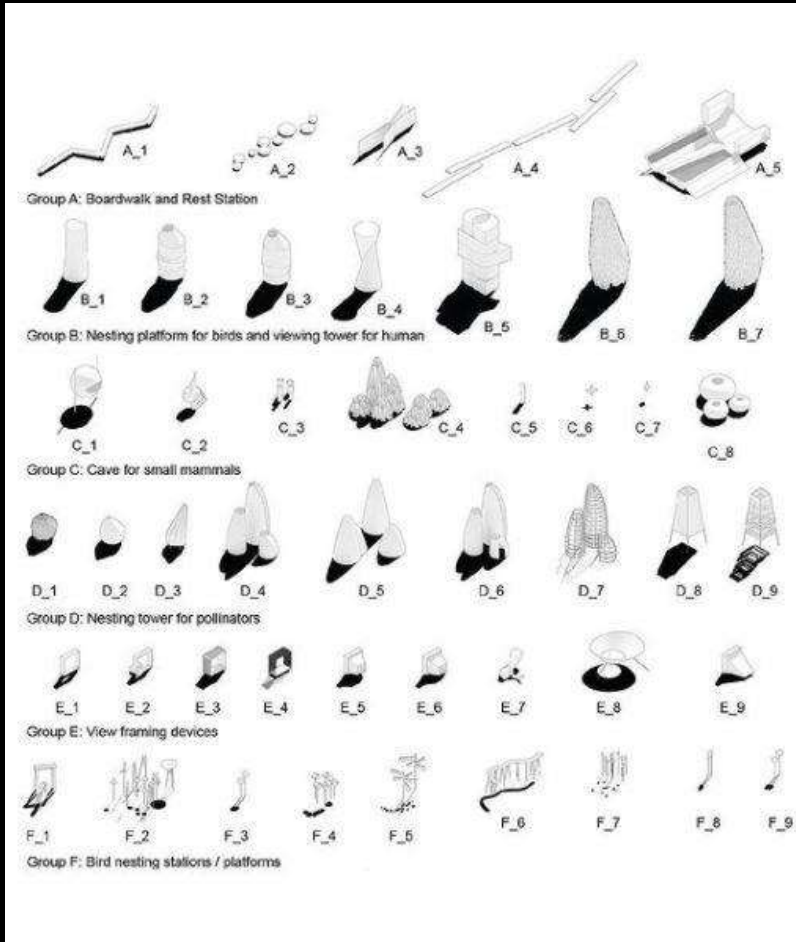 A_1 A_2 A_3 A_4 A_5
Group A: Boardwalk and Rest Station
B_1 B_2 B_3 B_4 B_5 B_6 B_7
Group B: Nesting platform for birds and viewing tower for human
C_1 C_2 C_3 C_4 C_5 C_6 C_7 C_8
Group C: Cave for small mammals
D_1 D_2 D_3 D_4 D_5 D_6 D_7 D_8 D_9
Group D: Nesting tower for pollinators
E_1 E_2 E_3 E_4 E_5 E_6 E_7 E_8 E_9
Group E: View framing devices
F_1 F_2 F_3 F_4 F_5 F_6 F_7 F_8 F_9
Group F: Bird nesting stations / platforms